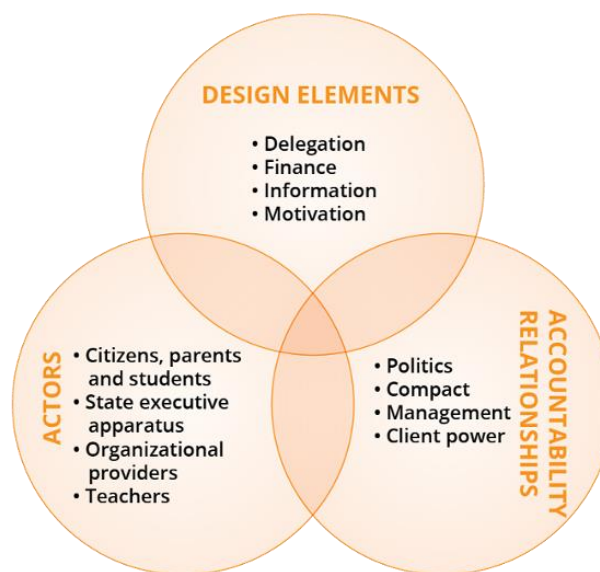 DESIGN ELEMENTS
• Delegation
• Finance
• Information
• Motivation
ACTORS
• Citizens, parents
and students
• State executive
apparatus
• Organizational
providers
• Teachers
• Politics
• Compact
• Management
• Client power
ACCOUNTABILITY
RELATIONSHIPS